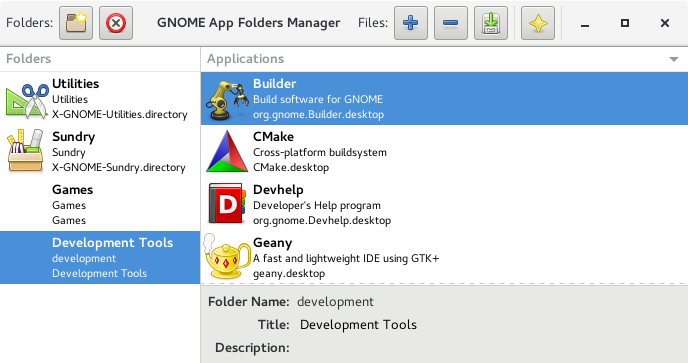 Folders: GNOME App Folders Manager Files:
Folders
Utilities
Utilities
X-GNOME-Utilities.directory
Sundry
Sundry
X-GNOME-Sundry.directory
Games
Games
Games
Development Tools
development
Development Tools
Applications
Builder
Build software for GNOME
org.gnome.Builder.desktop
CMake
Cross-platform buildsystem
CMake.desktop
D
Devhelp
Developer's Help program
org.gnome.Devhelp.desktop
Geany
A fast and lightweight IDE using GTK+
geany.desktop
Folder Name: development
Title: Development Tools
Description: